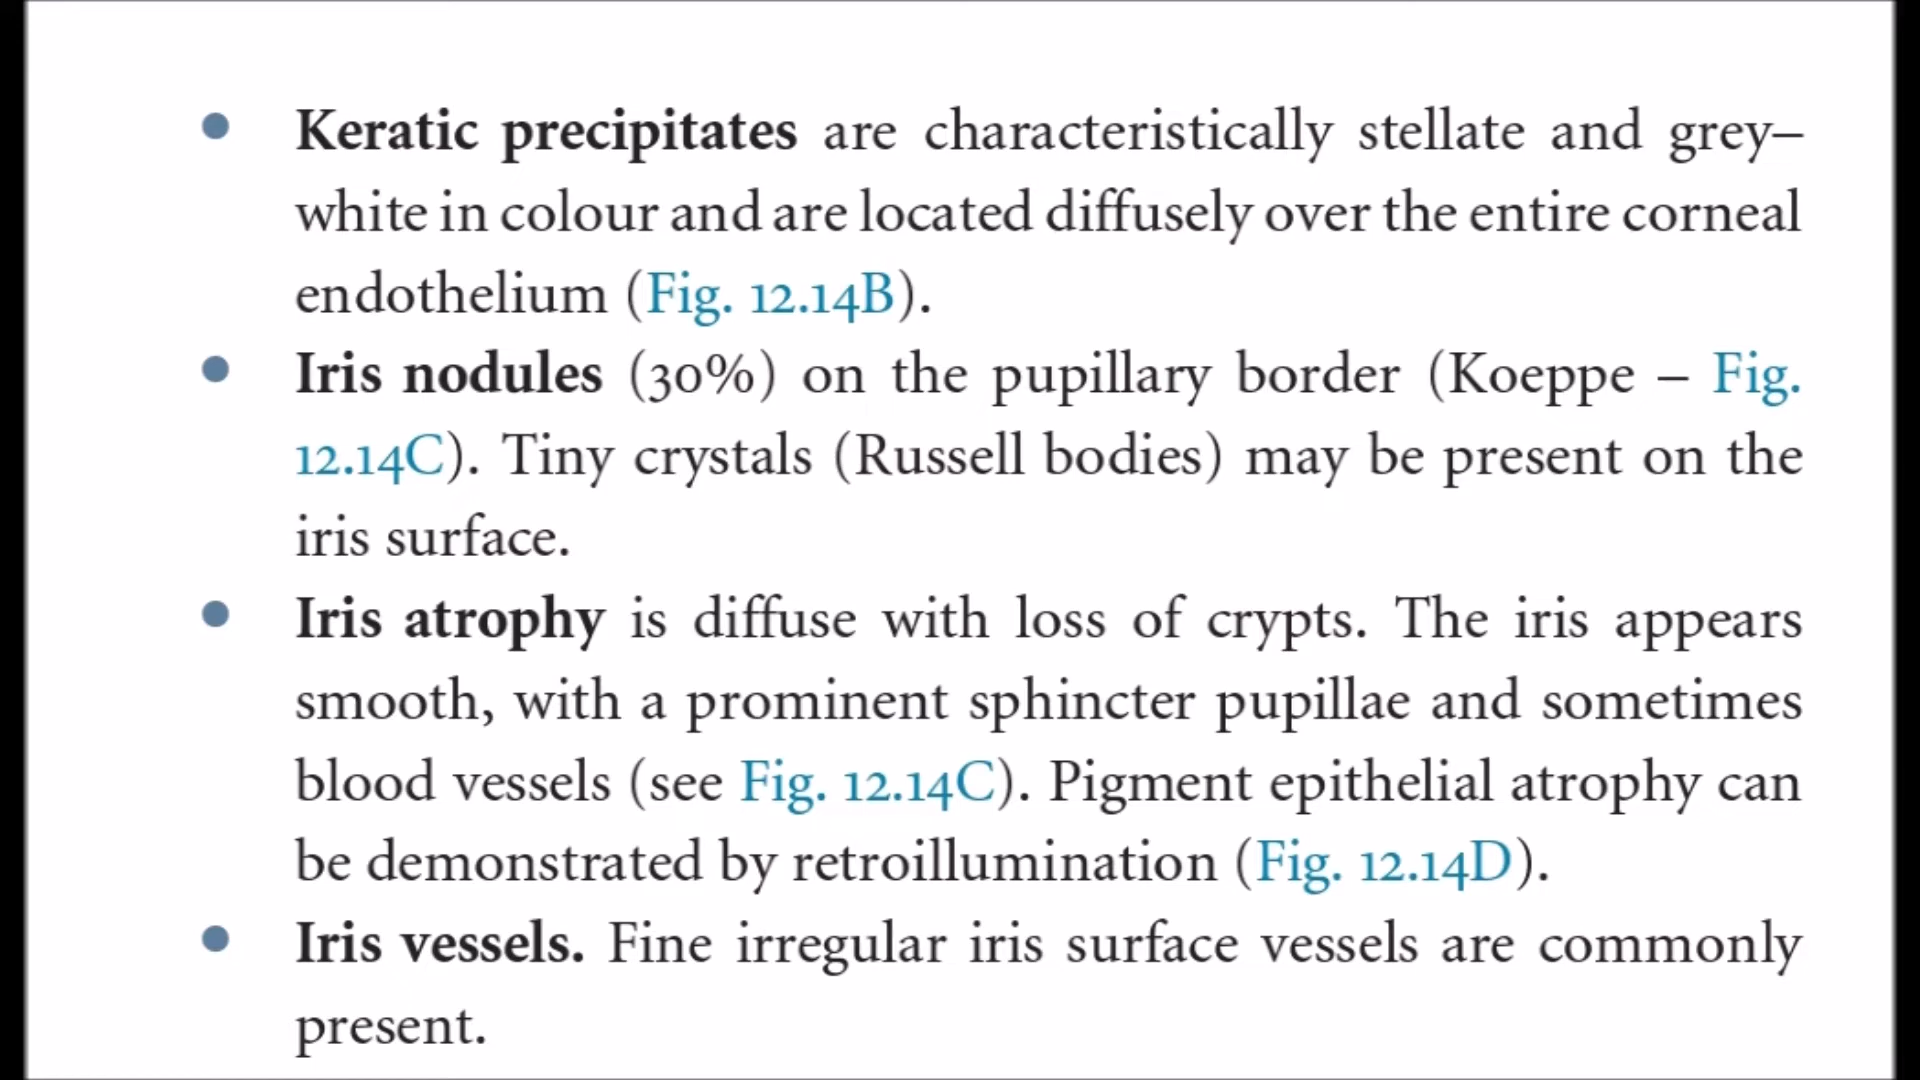 • Keratic precipitates are characteristically stellate and grey–
white in colour and are located diffusely over the entire corneal
endothelium (Fig. 12.14B).
• Iris nodules (30%) on the pupillary border (Koeppe – Fig.
12.14C). Tiny crystals (Russell bodies) may be present on the
iris surface.
• Iris atrophy is diffuse with loss of crypts. The iris appears
smooth, with a prominent sphincter pupillae and sometimes
blood vessels (see Fig. 12.14C). Pigment epithelial atrophy can
be demonstrated by retroillumination (Fig. 12.14D).
• Iris vessels. Fine irregular iris surface vessels are commonly
present.